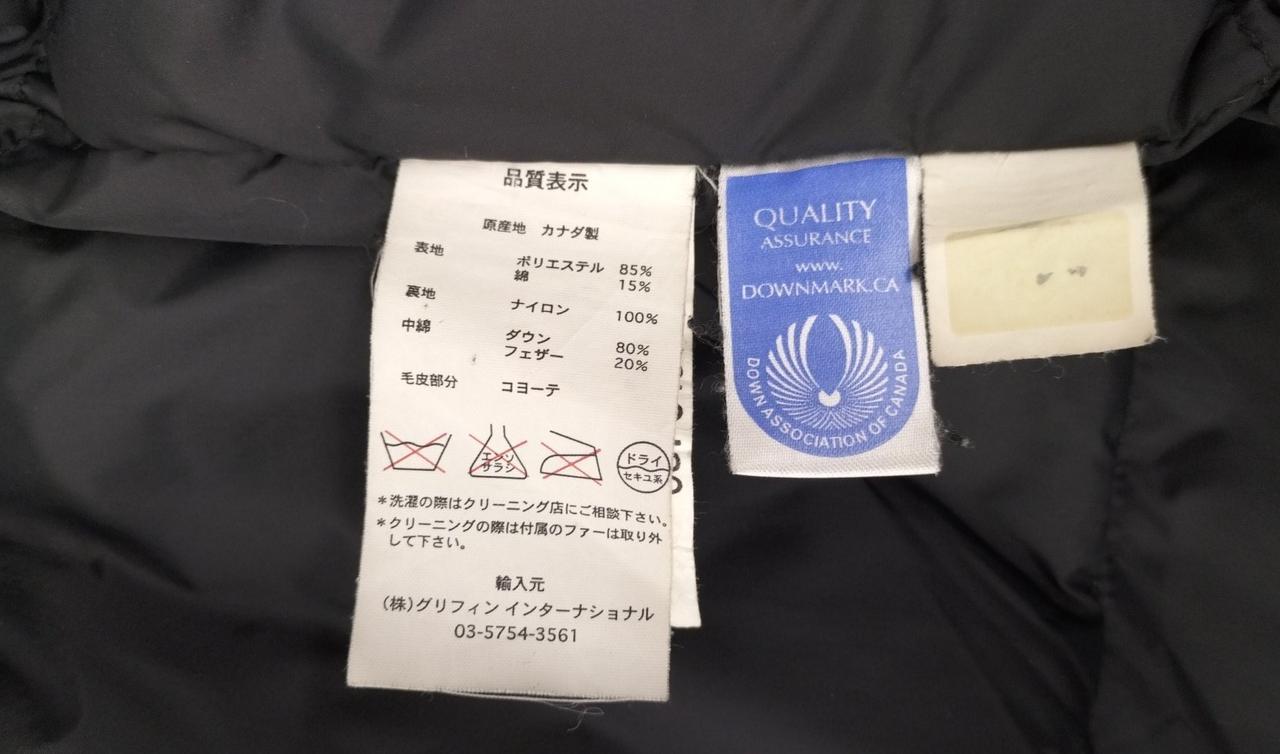 品質表示
原産地 カナダ製
表地
ポリエステル 85%
綿 15%
裏地
ナイロン 100%
中綿
ダウン 80%
フェザー 20%
毛皮部分 コヨーテ
エンソ
サラシ
ドライ
セキユ系
*洗濯の際はクリーニング店にご相談下さい。
*クリーニングの際は付属のファーは取り外
して下さい。
輸入元
(株)グリフィン インターナショナル
03-5754-3561
QUALITY
ASSURANCE
www.
DOWNMARK.CA
DOWN ASSOCIATION OF CANADA